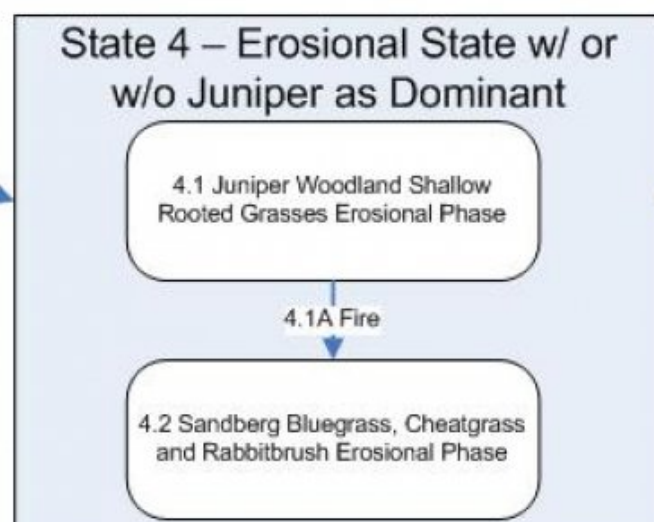 State 4 – Erosional State w/ or
w/o Juniper as Dominant
4.1 Juniper Woodland Shallow
Rooted Grasses Erosional Phase
4.1A Fire
4.2 Sandberg Bluegrass, Cheatgrass
and Rabbitbrush Erosional Phase